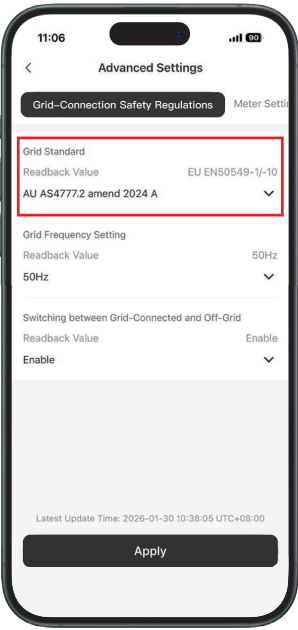 11:06
90
Advanced Settings
Grid-Connection Safety Regulations Meter Setti
Grid Standard
Readback Value EU EN50549-1/-10
AU AS4777.2 amend 2024 A
Grid Frequency Setting
Readback Value 50Hz
50Hz
Switching between Grid-Connected and Off-Grid
Readback Value Enable
Enable
Latest Update Time: 2026-01-30 10:38:05 UTC+08:00
Apply